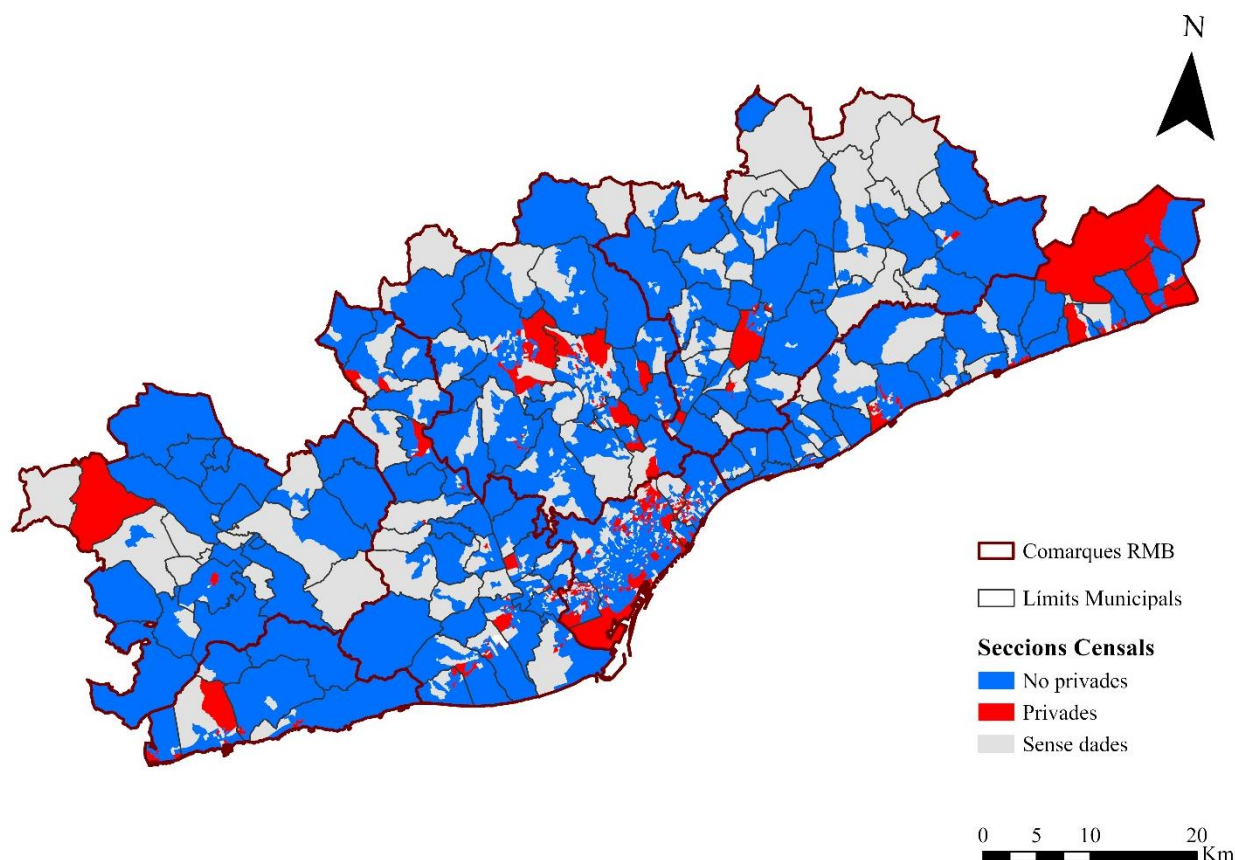 N
Comarques RMB
Límits Municipals
Seccions Censals
No privades
Privades
Sense dades
0 5 10 20
Km